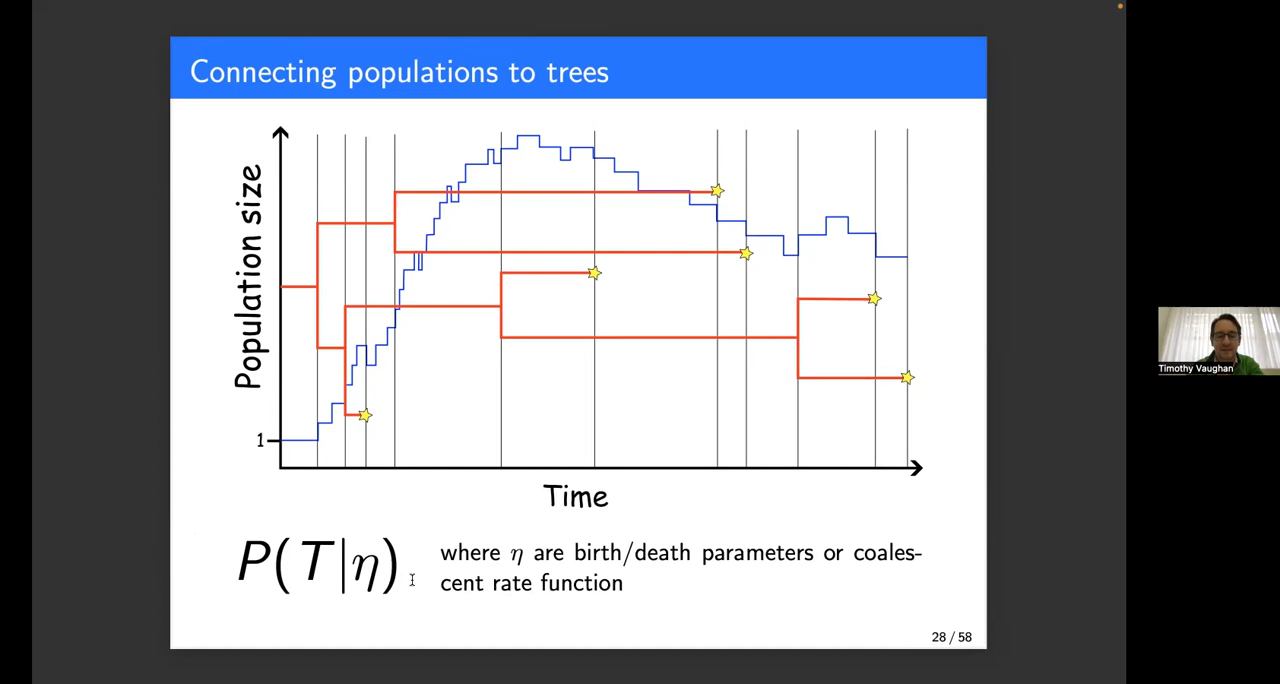 Connecting populations to trees
Population size
1
Time
P(T|η)
where η are birth/death parameters or coales-
cent rate function
28 / 58
Timothy Vaughan